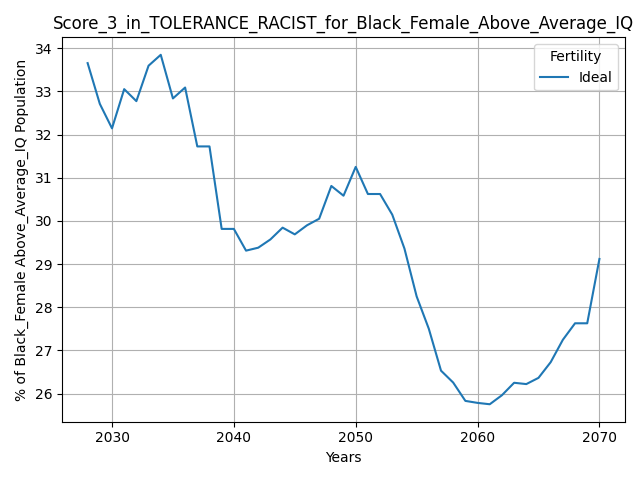 Score_3_in_TOLERANCE_RACIST_for_Black_Female_Above_Average_IQ
% of Black_Female Above_Average_IQ Population
34
33
32
31
30
29
28
27
26
Fertility
Ideal
2030 2040 2050 2060 2070
Years